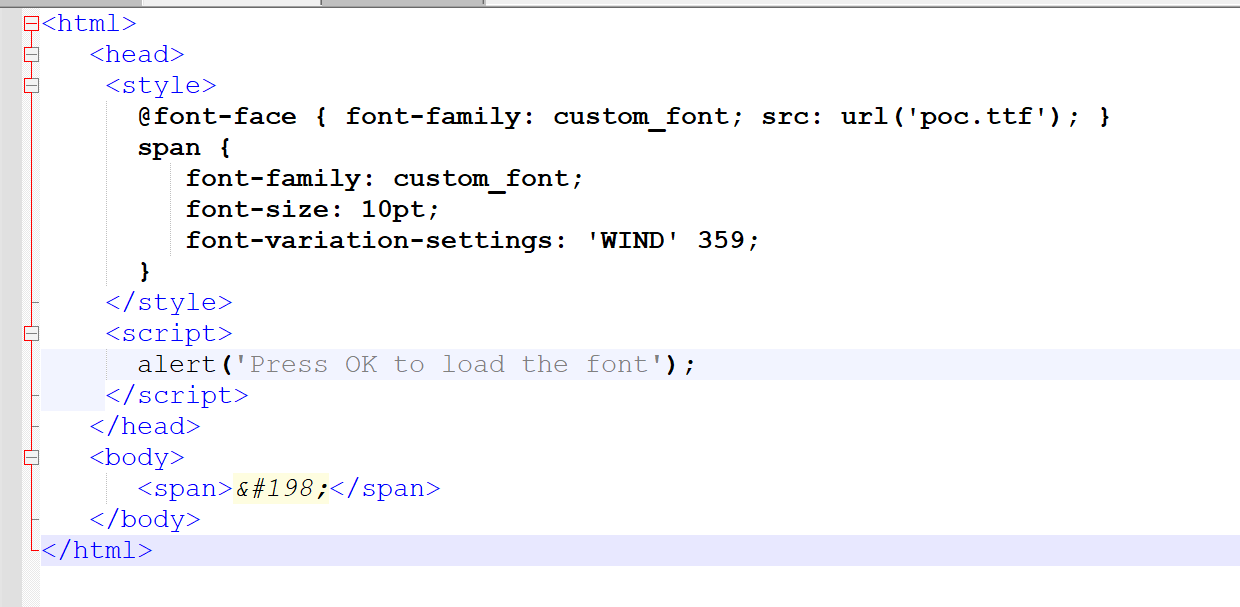 <html>
<head>
<style>
@font-face { font-family: custom_font; src: url('poc.ttf'); }
span {
font-family: custom_font;
font-size: 10pt;
font-variation-settings: 'WIND' 359;
}
</style>
<script>
alert('Press OK to load the font');
</script>
</head>
<body>
<span>&#198;</span>
</body>
</html>